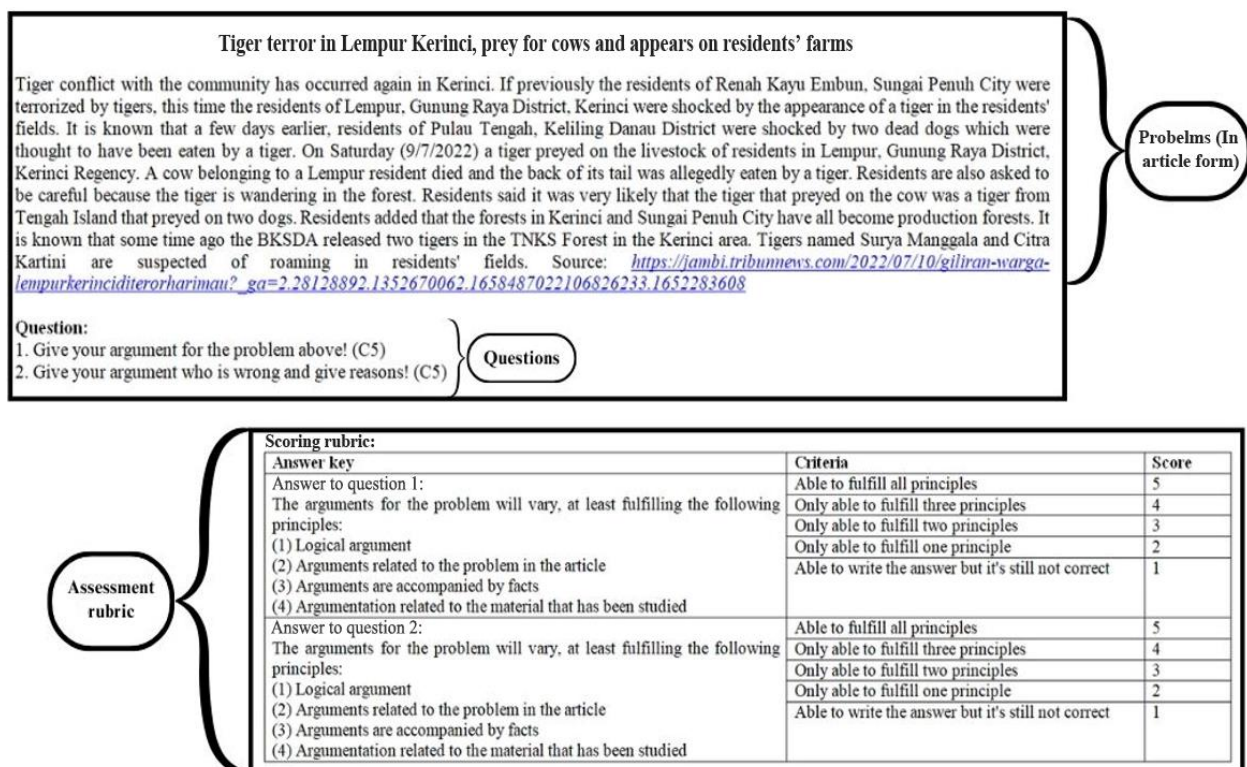 Tiger terror in Lempur Kerinci, prey for cows and appears on residents' farms
Tiger conflict with the community has occurred again in Kerinci. If previously the residents of Renah Kayu Embun, Sungai Penuh City were
terrorized by tigers, this time the residents of Lempur, Gunung Raya District, Kerinci were shocked by the appearance of a tiger in the residents'
fields. It is known that a few days earlier, residents of Pulau Tengah, Keliling Danau District were shocked by two dead dogs which were
thought to have been eaten by a tiger. On Saturday (9/7/2022) a tiger preyed on the livestock of residents in Lempur, Gunung Raya District,
Kerinci Regency. A cow belonging to a Lempur resident died and the back of its tail was allegedly eaten by a tiger. Residents are also asked to
be careful because the tiger is wandering in the forest. Residents said it was very likely that the tiger that preyed on the cow was a tiger from
Tengah Island that preyed on two dogs. Residents added that the forests in Kerinci and Sungai Penuh City have all become production forests. It
is known that some time ago the BKSDA released two tigers in the TNKS Forest in the Kerinci area. Tigers named Surya Manggala and Citra
Kartini are suspected of roaming in residents' fields. Source: https://jambi.tribunnews.com/2022/07/10/giliran-warga-
lempurkerinciditerorharimau?_ga=2.28128892.1352670062.1658487022106826233.1652283608
Probelms (In
article form)
Question:
1. Give your argument for the problem above! (C5)
2. Give your argument who is wrong and give reasons! (C5)
Questions
Assessment
rubric
Scoring rubric:
Answer key Criteria Score
Answer to question 1: Able to fulfill all principles 5
The arguments for the problem will vary, at least fulfilling the following Only able to fulfill three principles 4
principles: Only able to fulfill two principles 3
(1) Logical argument Only able to fulfill one principle 2
(2) Arguments related to the problem in the article Able to write the answer but it's still not correct 1
(3) Arguments are accompanied by facts
(4) Argumentation related to the material that has been studied
Answer to question 2: Able to fulfill all principles 5
The arguments for the problem will vary, at least fulfilling the following Only able to fulfill three principles 4
principles: Only able to fulfill two principles 3
(1) Logical argument Only able to fulfill one principle 2
(2) Arguments related to the problem in the article Able to write the answer but it's still not correct 1
(3) Arguments are accompanied by facts
(4) Argumentation related to the material that has been studied